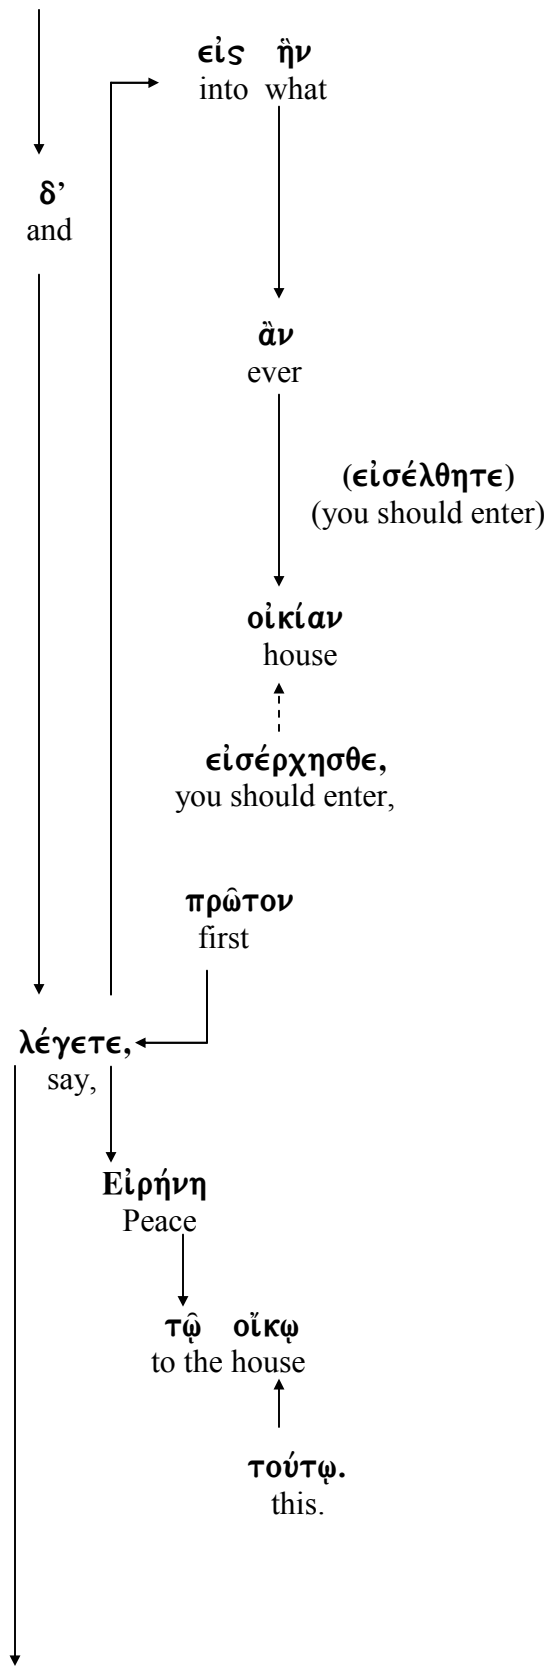 εἰς ἣν
into what
δ’
and
ἂν
ever
(εἰσέλθητε)
(you should enter)
οἰκίαν
house
εἰσέρχησθε,
you should enter,
πρῶτον
first
λέγετε,
say,
Εἰρήνη
Peace
τῷ οἴκῳ
to the house
τούτῳ.
this.